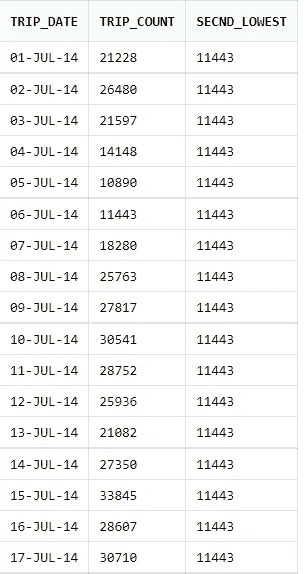 TRIP_DATE TRIP_COUNT SECND_LOWEST
01-JUL-14 21228 11443
02-JUL-14 26480 11443
03-JUL-14 21597 11443
04-JUL-14 14148 11443
05-JUL-14 10890 11443
06-JUL-14 11443 11443
07-JUL-14 18280 11443
08-JUL-14 25763 11443
09-JUL-14 27817 11443
10-JUL-14 30541 11443
11-JUL-14 28752 11443
12-JUL-14 25936 11443
13-JUL-14 21082 11443
14-JUL-14 27350 11443
15-JUL-14 33845 11443
16-JUL-14 28607 11443
17-JUL-14 30710 11443